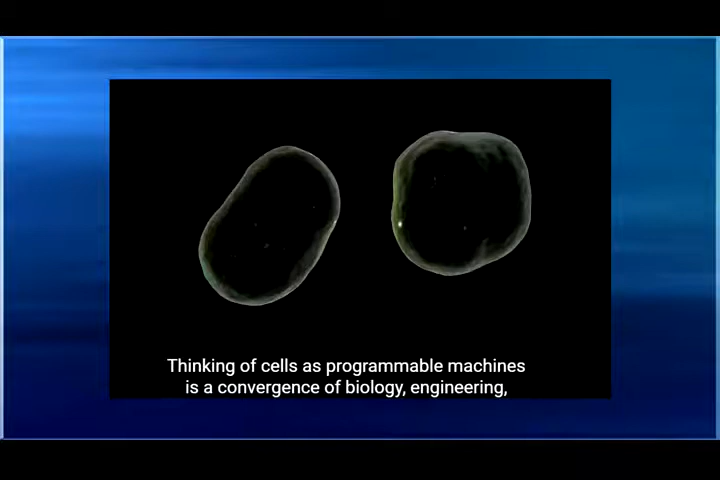 Thinking of cells as programmable machines
is a convergence of biology, engineering,